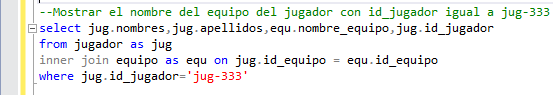 --Mostrar el nombre del equipo del jugador con id_jugador igual a jug-333
select jug.nombres,jug.apellidos,equ.nombre_equipo,jug.id_jugador
from jugador as jug
inner join equipo as equ on jug.id_equipo = equ.id_equipo
where jug.id_jugador='jug-333'